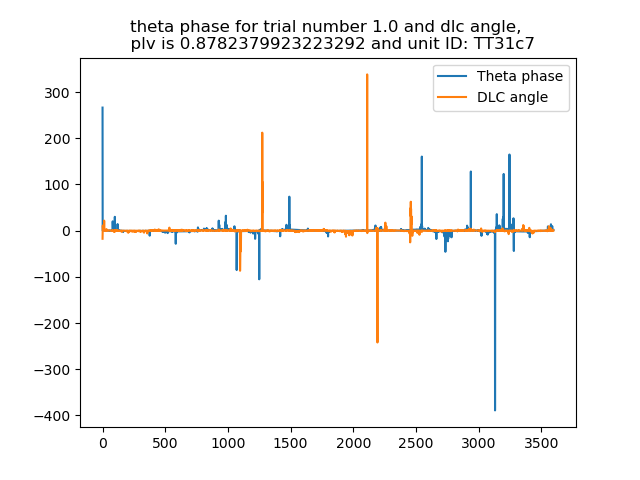 theta phase for trial number 1.0 and dlc angle,
plv is 0.8782379923223292 and unit ID: TT31c7
Theta phase
DLC angle
300
200
100
0
−100
−200
−300
−400
0 500 1000 1500 2000 2500 3000 3500